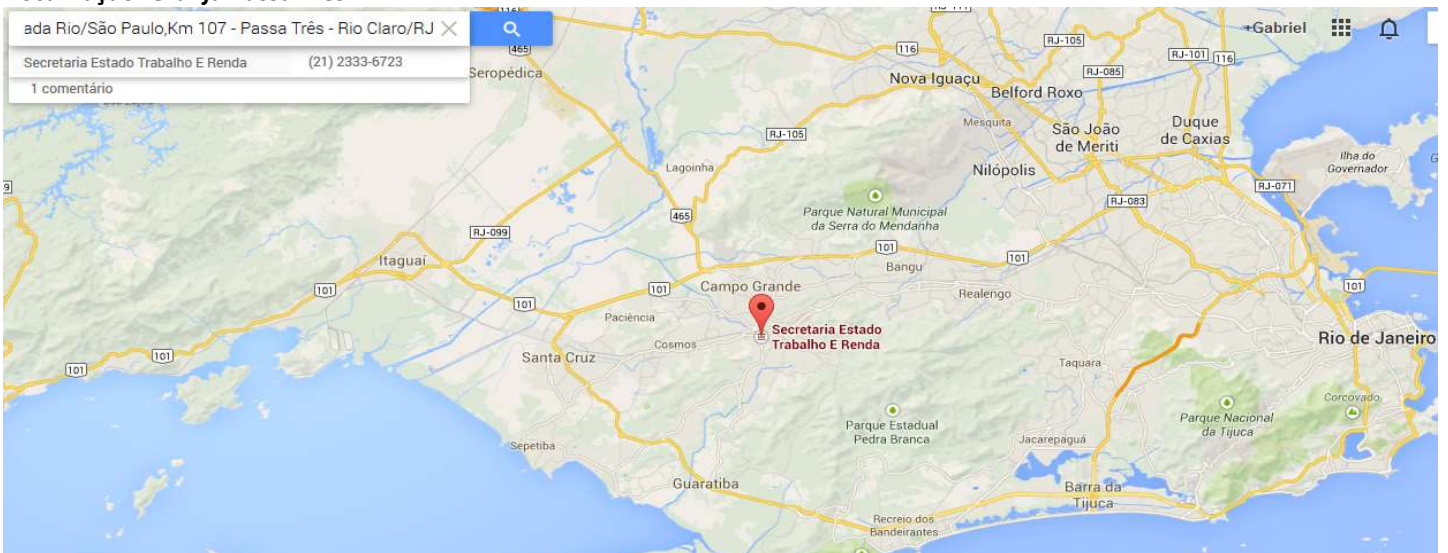 ada Rio/São Paulo,Km 107 - Passa Três - Rio Claro/RJ
Secretaria Estado Trabalho E Renda (21) 2333-6723
1 comentário
+Gabriel
116
465
Seropédica
116
RJ-105
RJ-085
RJ-101
116
Nova Iguaçu
Belford Roxo
Mesquita
São João
de Meriti
Duque
de Caxias
RJ-105
Lagoinha
Nilópolis
Ilha do
Governador
RJ-071
RJ-083
Parque Natural Municipal
da Serra do Mendanha
465
RJ-099
Itaguaí
101
Bangu
101
101
101
Campo Grande
Realengo
101
101
Paciência
Cosmos
Secretaria Estado
Trabalho E Renda
Rio de Janeiro
101
101
Santa Cruz
Taquara
Corcovado
Parque Nacional
da Tijuca
Parque Estadual
Pedra Branca
Jacarepaguá
Sepetiba
Guaratiba
Barra da
Tijuca
Recreio dos
Bandeirantes